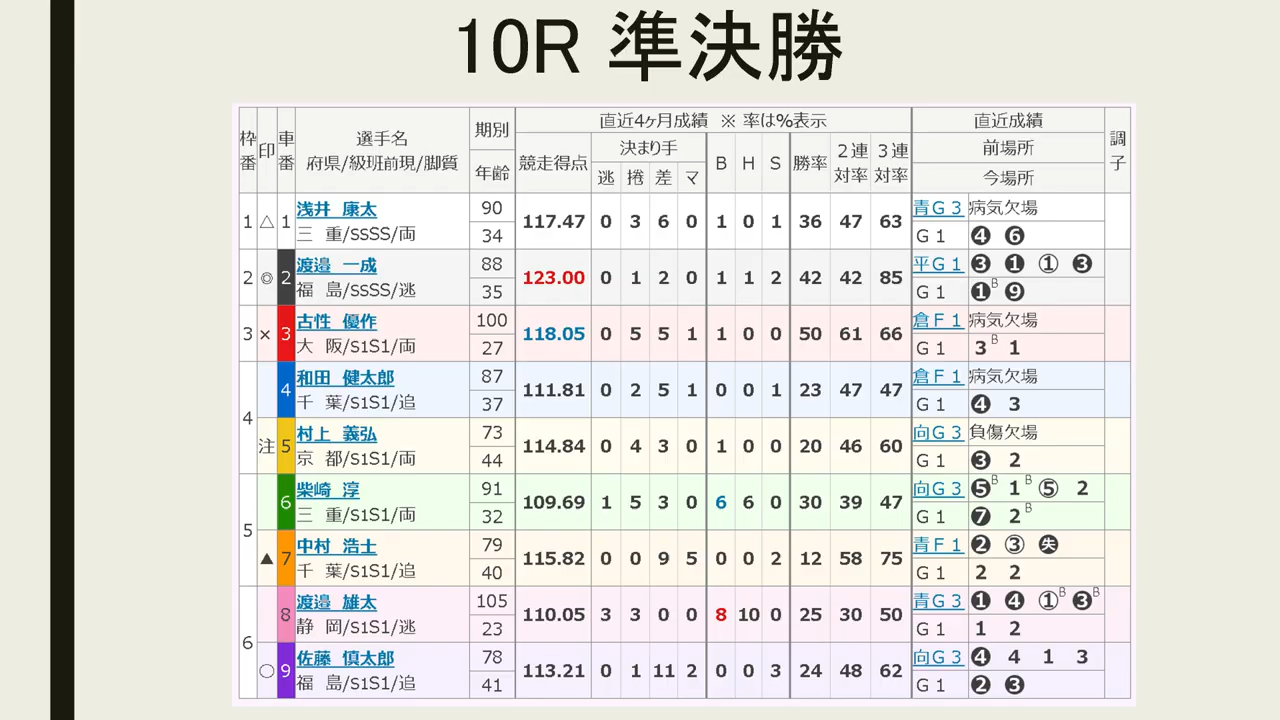 10R 準決勝
枠番 印 車番 選手名 府県/級班前現/脚質 期別 年齢 直近4ヶ月成績 ※ 率は%表示 直近成績 調子
競走得点 決まり手 B H S 勝率 2連対率 3連対率 前場所
逃 捲 差 マ 今場所
1 △ 1 浅井 康太 90 117.47 0 3 6 0 1 0 1 36 47 63 青G3 病気欠場
三 重/SSSS/両 34 G1 ❹ ❻
2 ◎ 2 渡邉 一成 88 123.00 0 1 2 0 1 1 2 42 42 85 平G1 ❸ ❶ ① ❸
福 島/SSSS/逃 35 G1 ❶B ❾
3 × 3 古性 優作 100 118.05 0 5 5 1 1 0 0 50 61 66 倉F1 病気欠場
大 阪/S1S1/両 27 G1 3B 1
4 4 和田 健太郎 87 111.81 0 2 5 1 0 0 1 23 47 47 倉F1 病気欠場
千 葉/S1S1/追 37 G1 ❹ 3
注 5 村上 義弘 73 114.84 0 4 3 0 1 0 0 20 46 60 向G3 負傷欠場
京 都/S1S1/両 44 G1 ❸ 2
5 6 柴崎 淳 91 109.69 1 5 3 0 6 6 0 30 39 47 向G3 ❺B 1B ⑤ 2
三 重/S1S1/両 32 G1 ❼ 2B
▲ 7 中村 浩士 79 115.82 0 0 9 5 0 0 2 12 58 75 青F1 ❷ ③ 失
千 葉/S1S1/追 40 G1 2 2
6 8 渡邉 雄太 105 110.05 3 3 0 0 8 10 0 25 30 50 青G3 ❶ ❹ ①B ❸B
静 岡/S1S1/逃 23 G1 1 2
○ 9 佐藤 慎太郎 78 113.21 0 1 11 2 0 0 3 24 48 62 向G3 ❹ 4 1 3
福 島/S1S1/追 41 G1 ❷ ❸